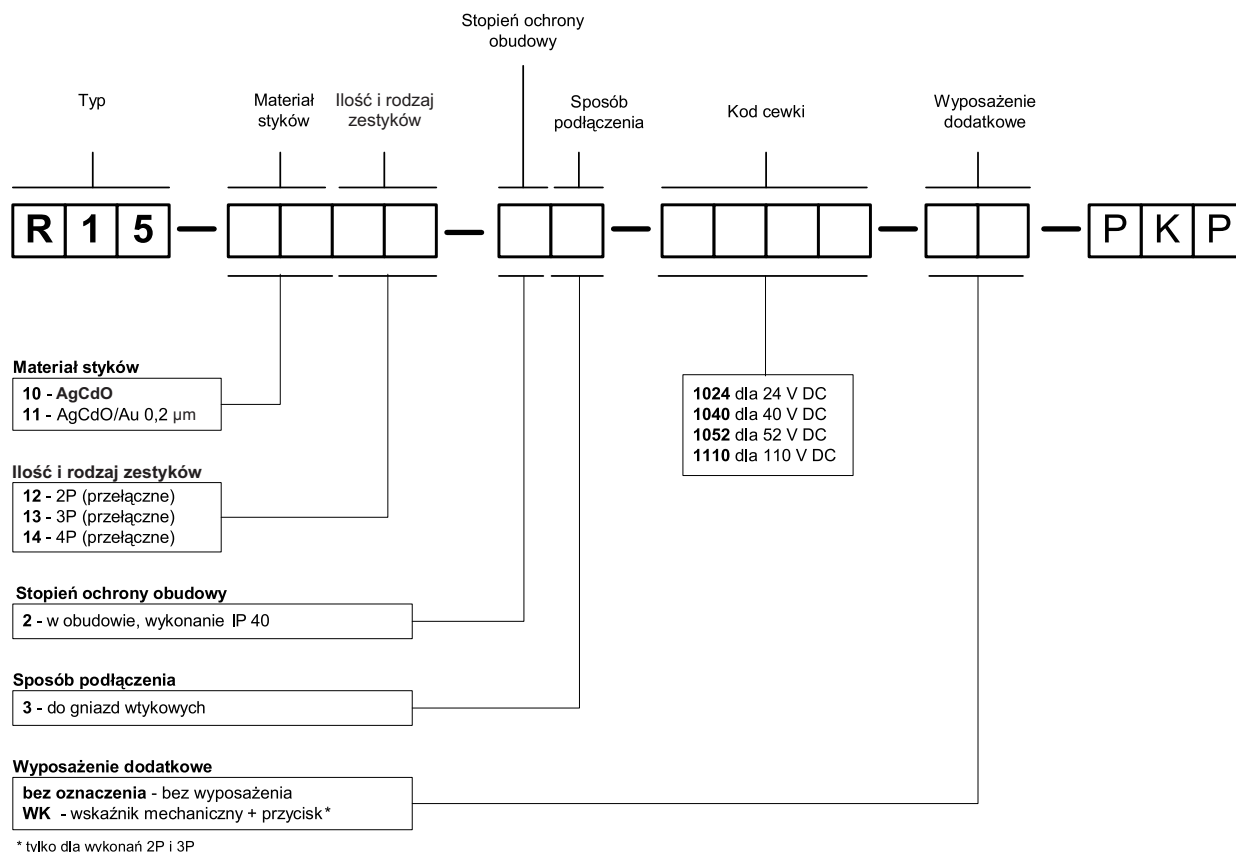 Stopień ochrony
obudowy
Typ
Materiał
styków
Ilość i rodzaj
zestyków
Sposób
podłączenia
Kod cewki
Wyposażenie
dodatkowe
R 1 5 — — — — — P K P
Materiał styków
10 - AgCdO
11 - AgCdO/Au 0,2 µm
1024 dla 24 V DC
1040 dla 40 V DC
1052 dla 52 V DC
1110 dla 110 V DC
Ilość i rodzaj zestyków
12 - 2P (przełączne)
13 - 3P (przełączne)
14 - 4P (przełączne)
Stopień ochrony obudowy
2 - w obudowie, wykonanie IP 40
Sposób podłączenia
3 - do gniazd wtykowych
Wyposażenie dodatkowe
bez oznaczenia - bez wyposażenia
WK - wskaźnik mechaniczny + przycisk*
* tylko dla wykonań 2P i 3P